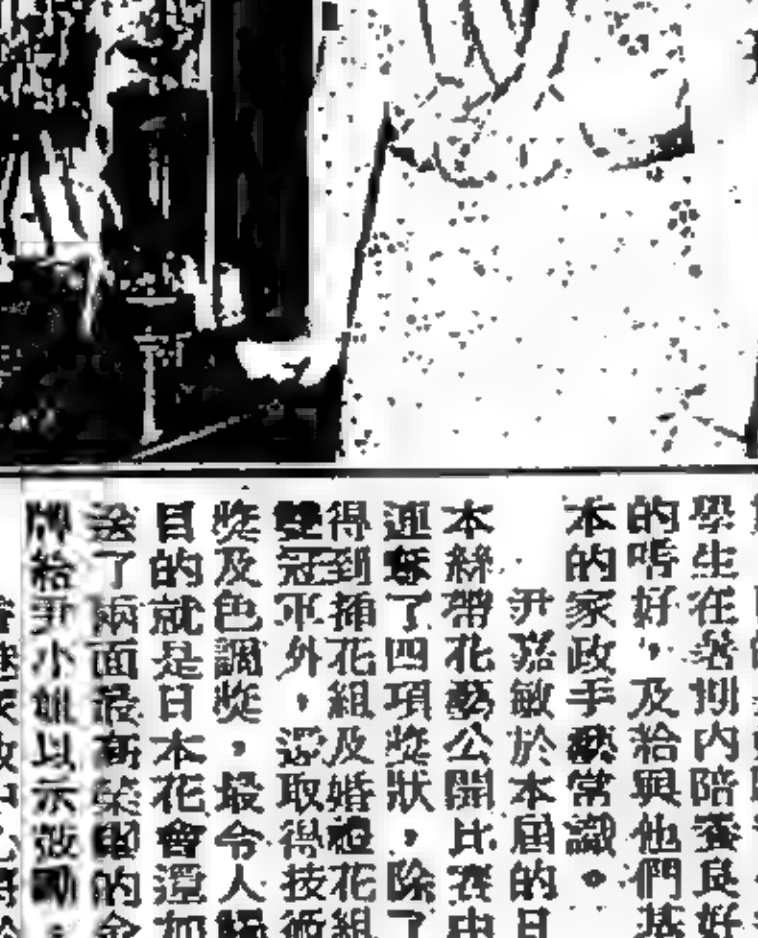 學生在暑期內陪養良好
的嗜好，及給與他們基
本的家政手藝常識。
尹嘉敏於本屆的日
本絲帶花藝公開比賽中
連奪了四項獎狀，除了
得到插花組及婚禮花組
雙冠軍外，還取得技術
獎及色調獎，最令人
目的就是日本花會還加
送了兩面最高榮的金
牌給尹小姐以示鼓勵，